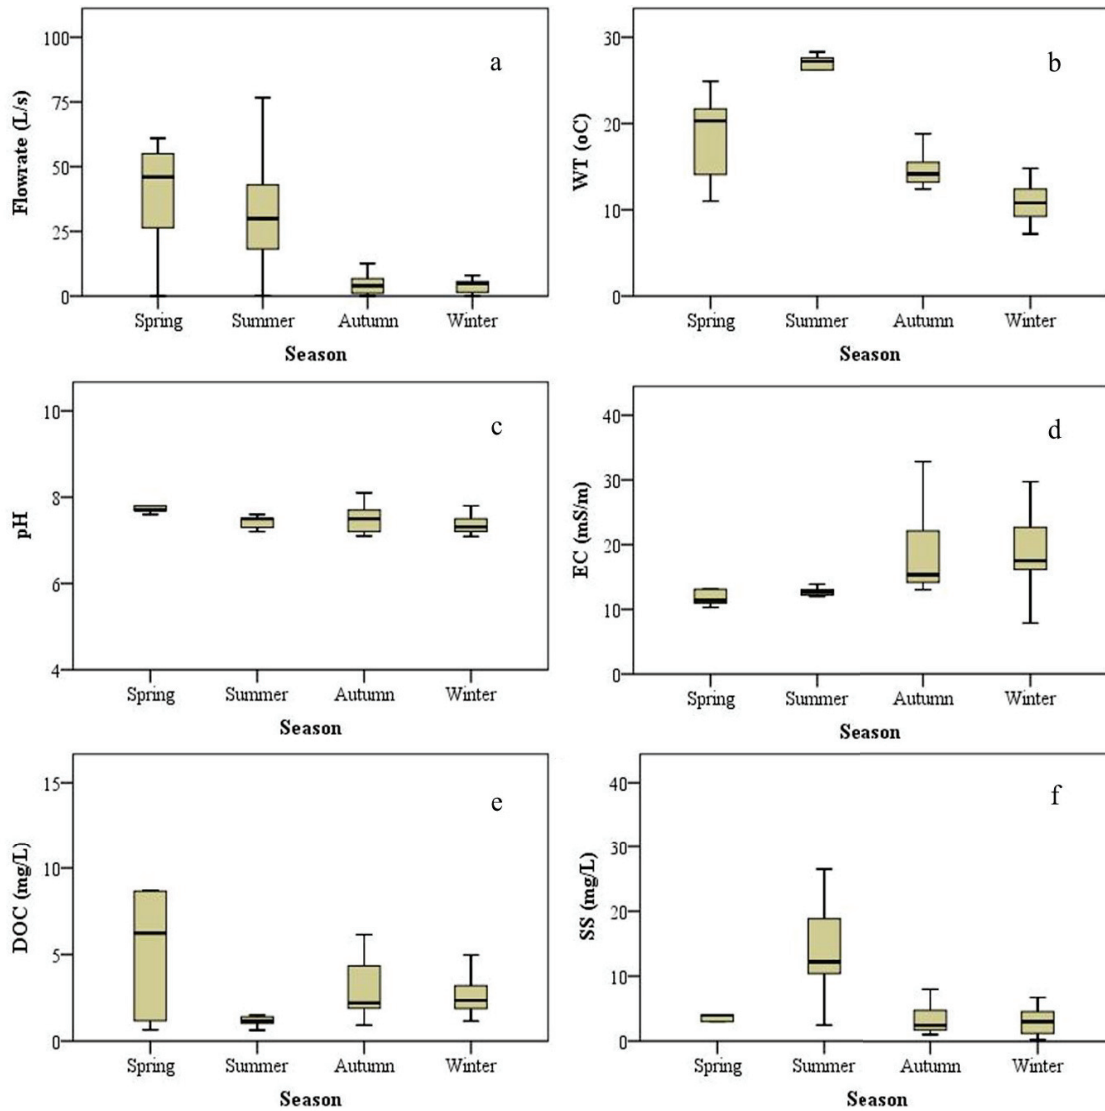 a
Flowrate (L/s)
100
75
50
25
0
Spring Summer Autumn Winter
Season
b
WT (oC)
30
20
10
0
Spring Summer Autumn Winter
Season
c
pH
10
8
6
4
Spring Summer Autumn Winter
Season
d
EC (mS/m)
40
30
20
10
0
Spring Summer Autumn Winter
Season
e
DOC (mg/L)
15
10
5
0
Spring Summer Autumn Winter
Season
f
SS (mg/L)
40
30
20
10
0
Spring Summer Autumn Winter
Season